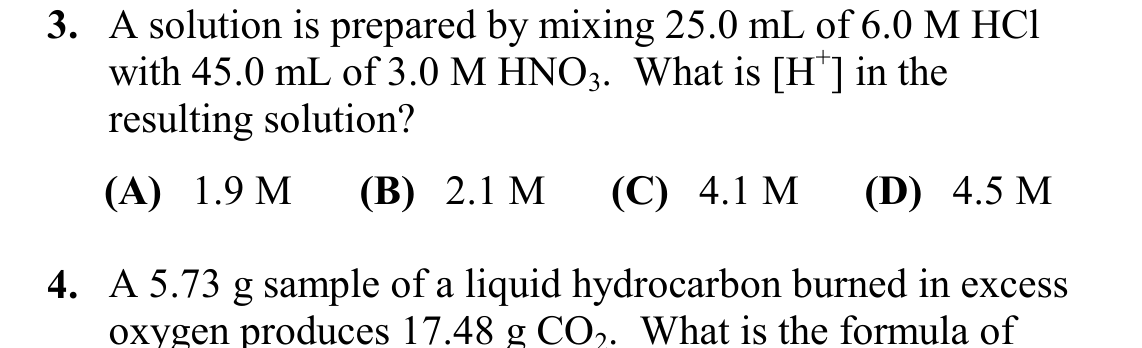 3. A solution is prepared by mixing 25.0 mL of 6.0 M HCl
with 45.0 mL of 3.0 M HNO₃. What is [H⁺] in the
resulting solution?
(A) 1.9 M (B) 2.1 M (C) 4.1 M (D) 4.5 M
4. A 5.73 g sample of a liquid hydrocarbon burned in excess
oxygen produces 17.48 g CO₂. What is the formula of